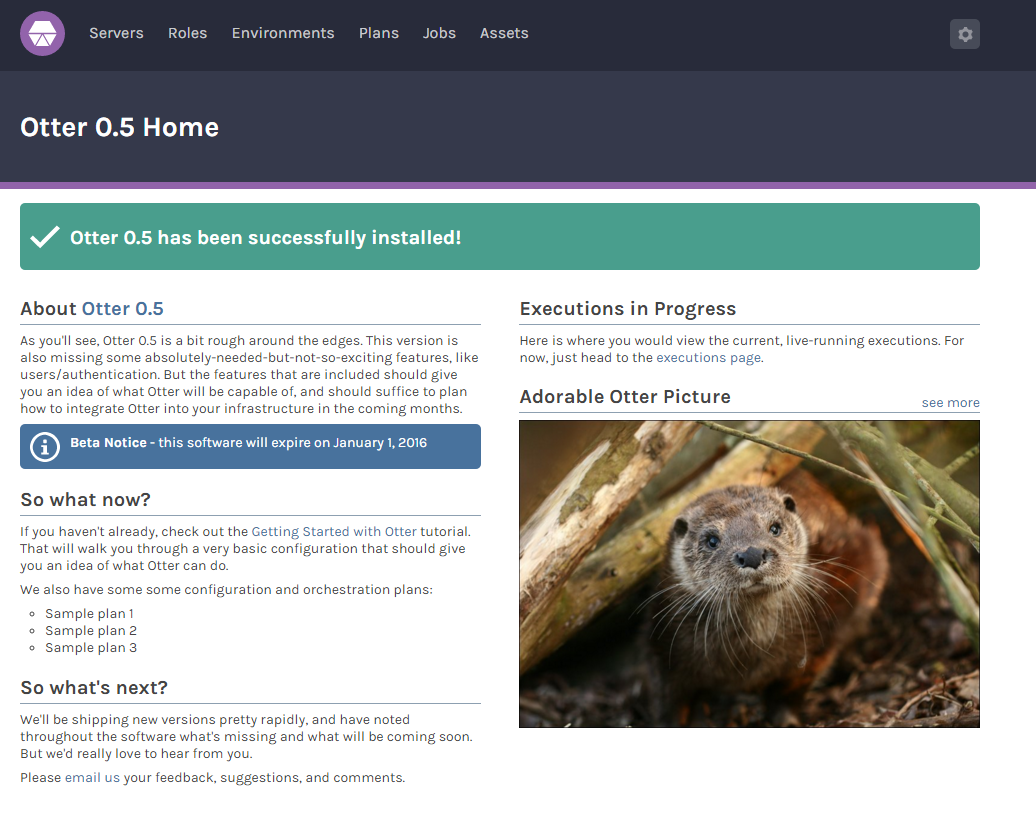 Servers Roles Environments Plans Jobs Assets
Otter 0.5 Home
Otter 0.5 has been successfully installed!
About Otter 0.5
As you'll see, Otter 0.5 is a bit rough around the edges. This version is
also missing some absolutely-needed-but-not-so-exciting features, like
users/authentication. But the features that are included should give
you an idea of what Otter will be capable of, and should suffice to plan
how to integrate Otter into your infrastructure in the coming months.
Beta Notice - this software will expire on January 1, 2016
So what now?
If you haven't already, check out the Getting Started with Otter tutorial.
That will walk you through a very basic configuration that should give
you an idea of what Otter can do.
We also have some some configuration and orchestration plans:
Sample plan 1
Sample plan 2
Sample plan 3
So what's next?
We'll be shipping new versions pretty rapidly, and have noted
throughout the software what's missing and what will be coming soon.
But we'd really love to hear from you.
Please email us your feedback, suggestions, and comments.
Executions in Progress
Here is where you would view the current, live-running executions. For
now, just head to the executions page.
Adorable Otter Picture
see more